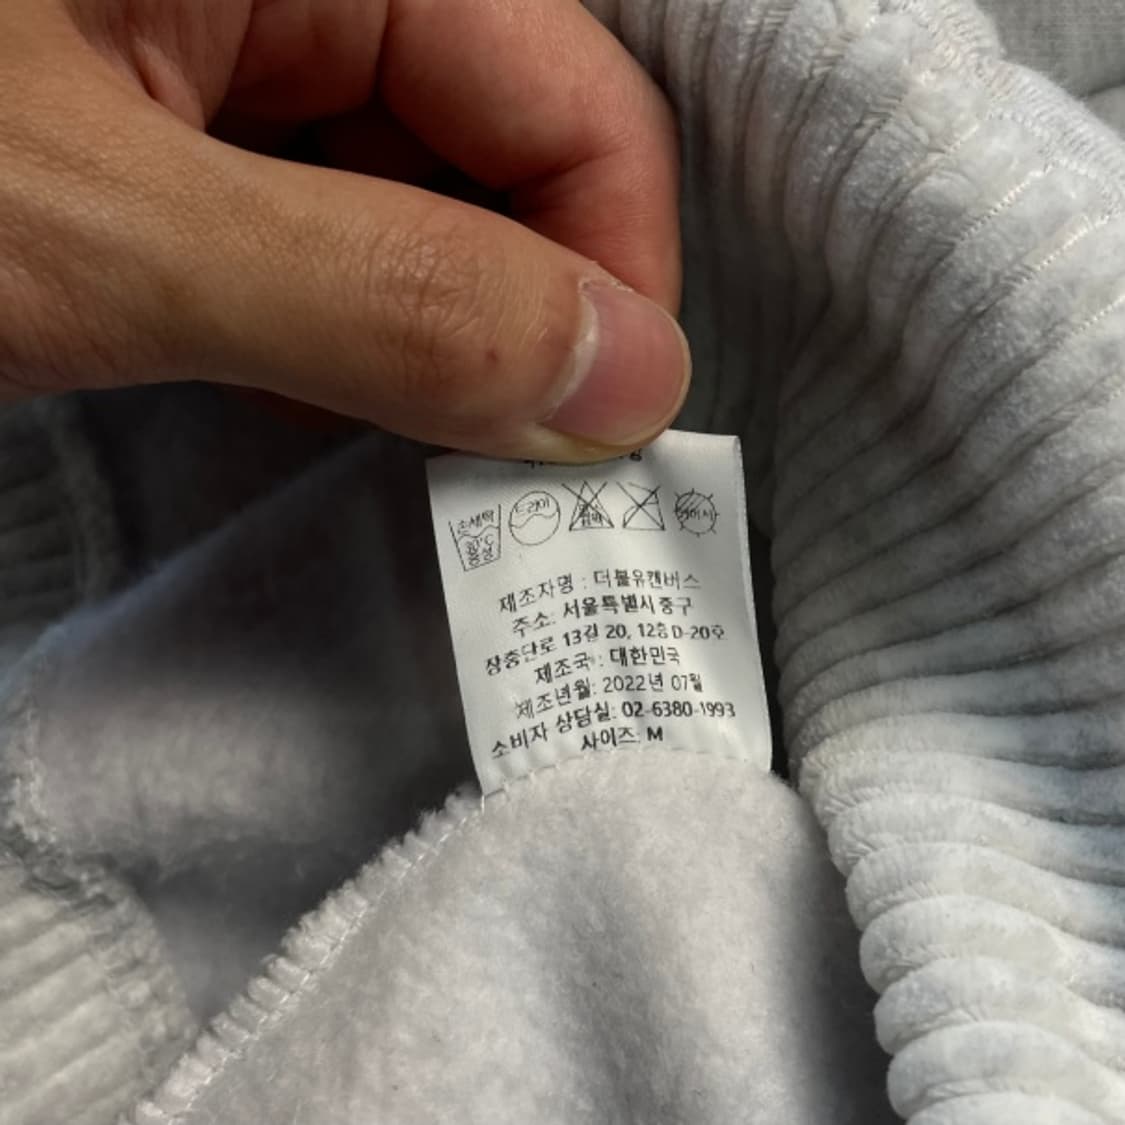 손세탁 30℃ 중성 드라이
제조자명 : 더블유캔버스
주소: 서울특별시 중구
장충단로 13길 20, 12층 D-20호
제조국: 대한민국
제조년월: 2022년 07월
소비자 상담실: 02-6380-1993
사이즈: M